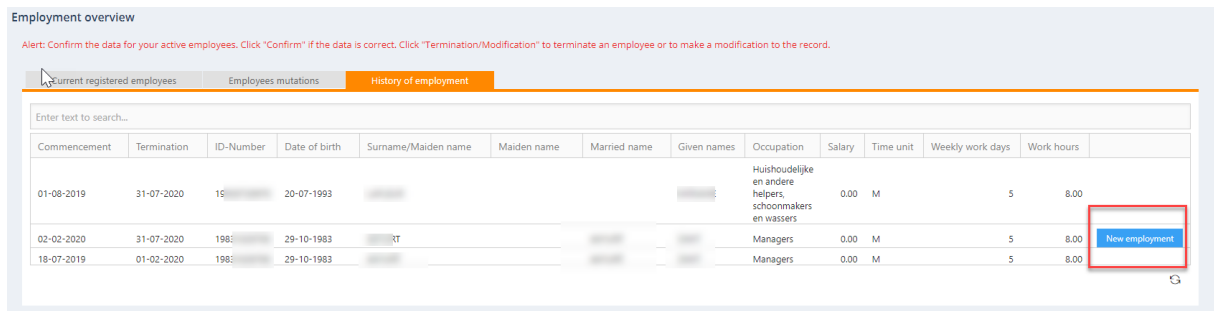 Employment overview
Alert: Confirm the data for your active employees. Click "Confirm" if the data is correct. Click "Termination/Modification" to terminate an employee or to make a modification to the record.
Current registered employees Employees mutations History of employment
Enter text to search...
Commencement Termination ID-Number Date of birth Surname/Maiden name Maiden name Married name Given names Occupation Salary Time unit Weekly work days Work hours
Huishoudelijke
en andere
helpers,
01-08-2019 31-07-2020 19 20-07-1993 0.00 M 5 8.00
schoonmakers
en wassers
02-02-2020 31-07-2020 198 29-10-1983 RT Managers 0.00 M 5 8.00 New employment
18-07-2019 01-02-2020 198 29-10-1983 Managers 0.00 M 5 8.00